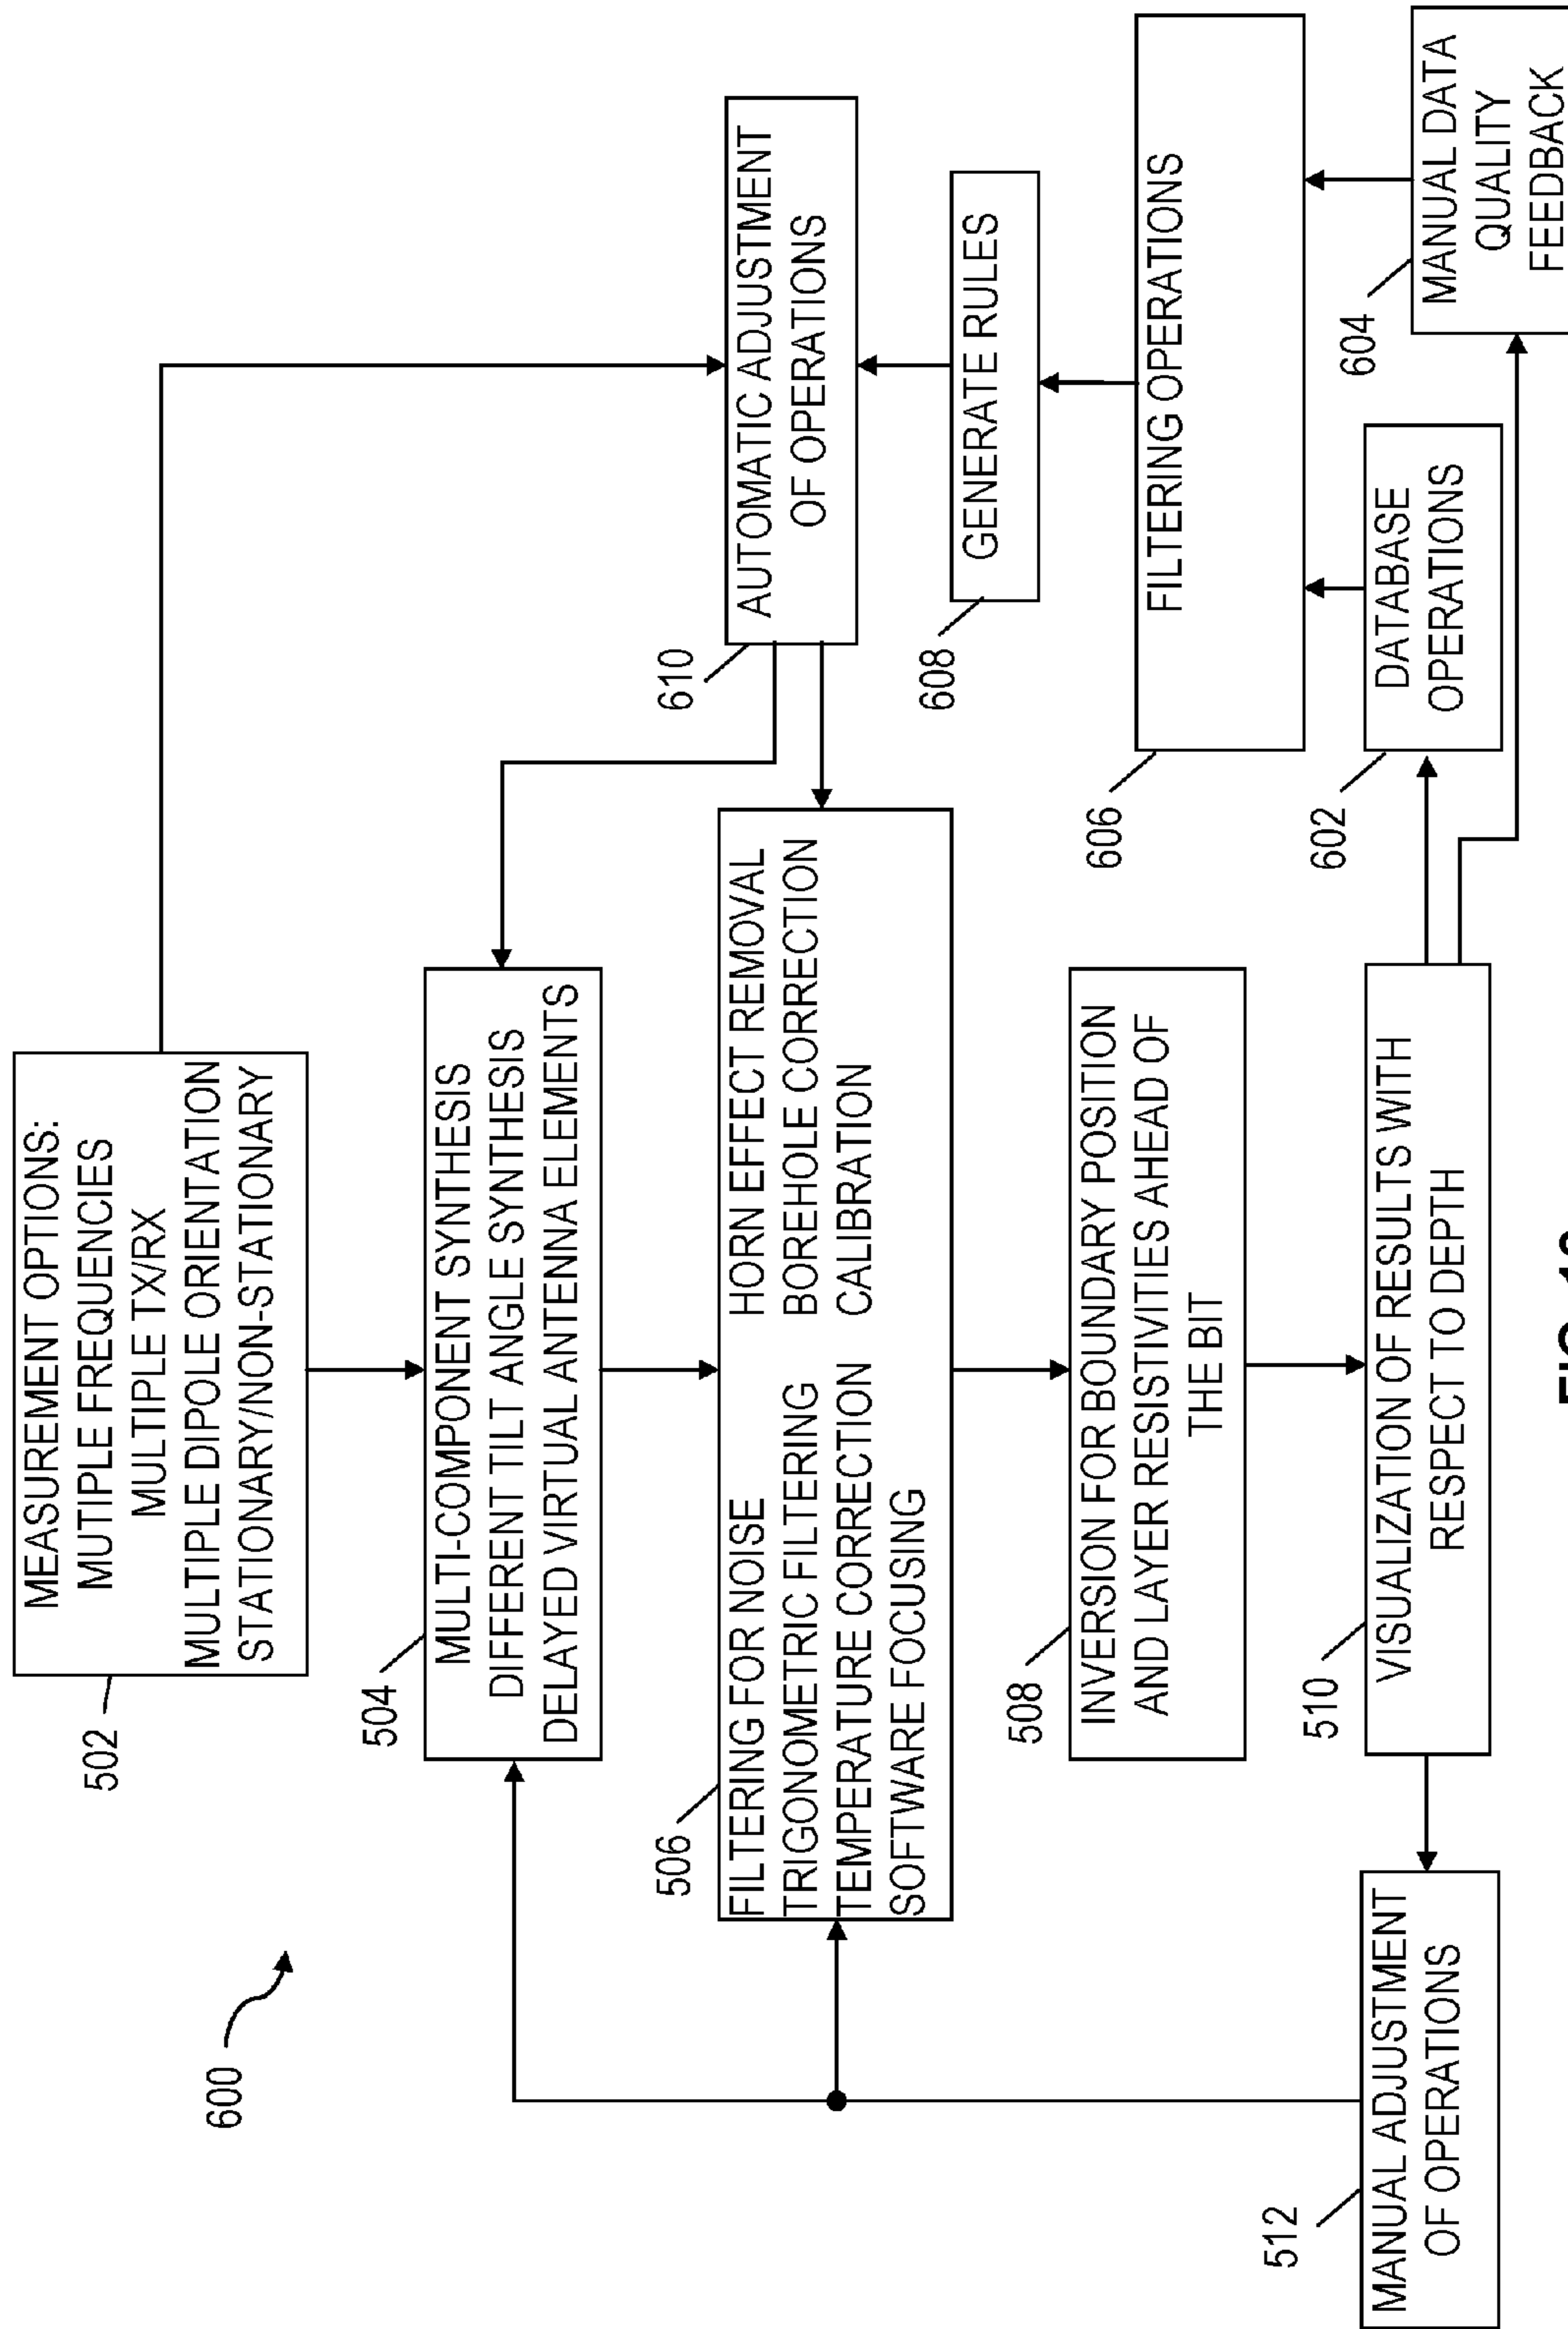 600
502
MEASUREMENT OPTIONS:
MUTIPLE FREQUENCIES
MULTIPLE TX/RX
MULTIPLE DIPOLE ORIENTATION
STATIONARY/NON-STATIONARY
504
MULTI-COMPONENT SYNTHESIS
DIFFERENT TILT ANGLE SYNTHESIS
DELAYED VIRTUAL ANTENNA ELEMENTS
506
FILTERING FOR NOISE HORN EFFECT REMOVAL
TRIGONOMETRIC FILTERING BOREHOLE CORRECTION
TEMPERATURE CORRECTION CALIBRATION
SOFTWARE FOCUSING
508
INVERSION FOR BOUNDARY POSITION
AND LAYER RESISTIVITIES AHEAD OF
THE BIT
510
VISUALIZATION OF RESULTS WITH
RESPECT TO DEPTH
512
MANUAL ADJUSTMENT
OF OPERATIONS
610
AUTOMATIC ADJUSTMENT
OF OPERATIONS
608
GENERATE RULES
606
FILTERING OPERATIONS
602
DATABASE
OPERATIONS
604
MANUAL DATA
QUALITY
FEEDBACK
FIG.